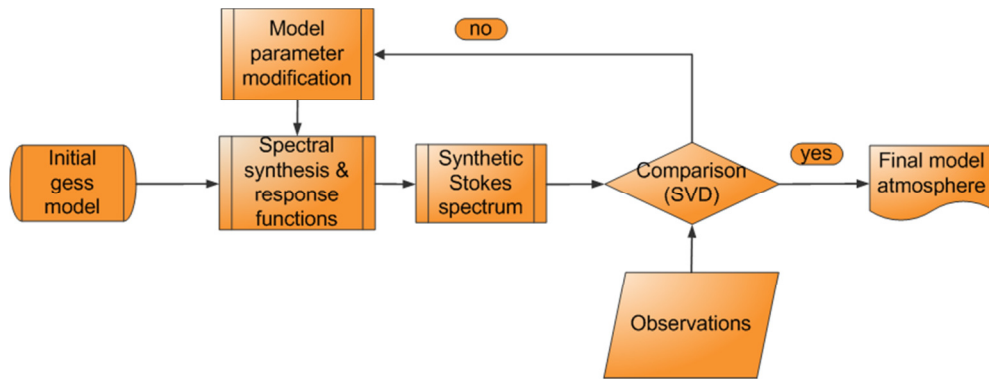 Model
parameter
modification
no
Initial
gess
model
Spectral
synthesis &
response
functions
Synthetic
Stokes
spectrum
Comparison
(SVD)
yes
Final model
atmosphere
Observations